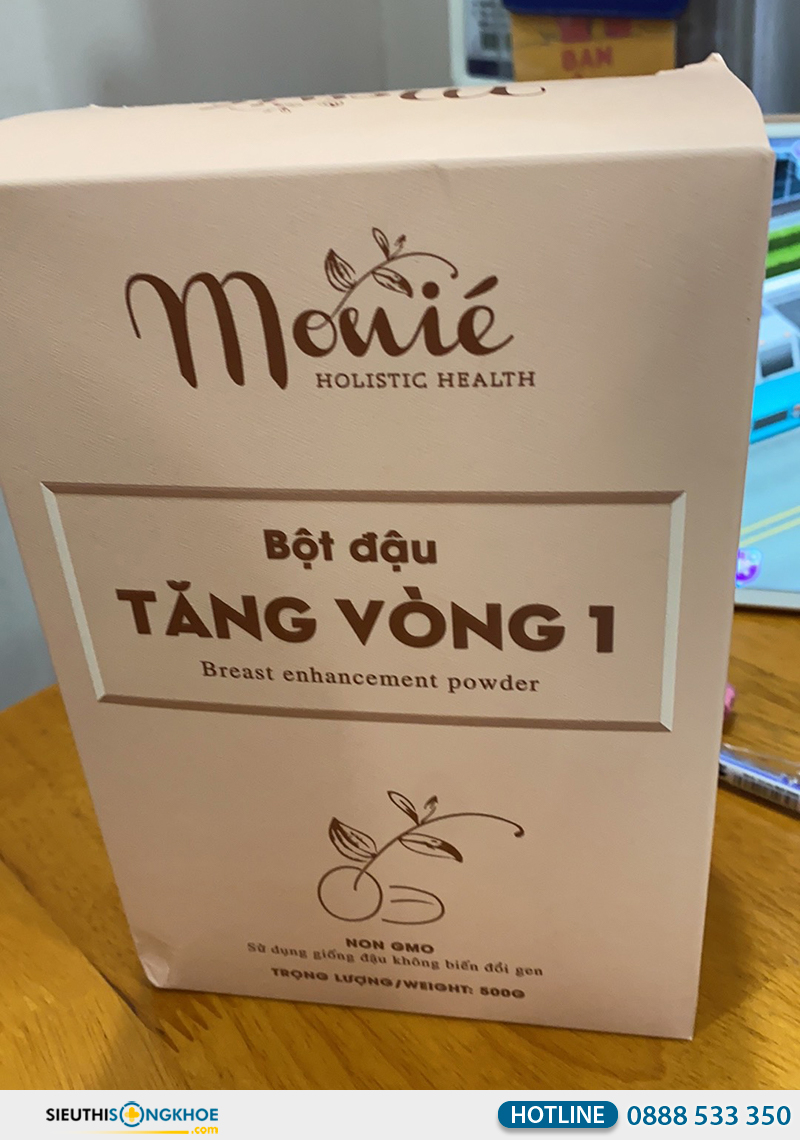 ĐAM
Monié
HOLISTIC HEALTH
Bột đậu
TĂNG VÒNG 1
Breast enhancement powder
NON GMO
Sử dụng giống đậu không biến đổi gen
TRỌNG LƯỢNG/WEIGHT: 500G
SIEUTHISONGKHOE
.com
HOTLINE 0888 533 350